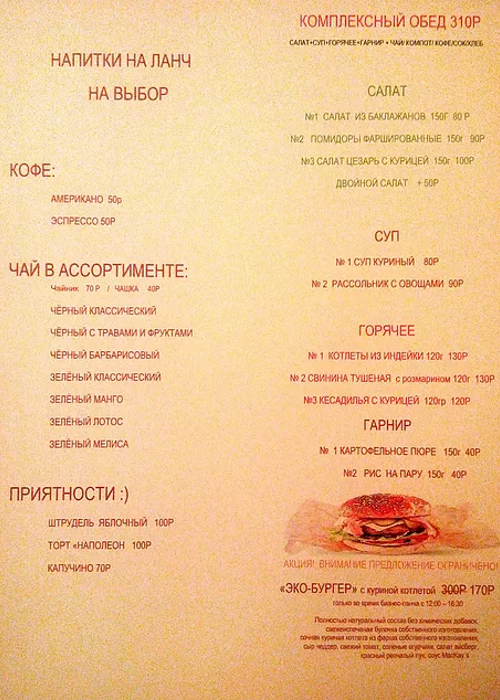 НАПИТКИ НА ЛАНЧ
НА ВЫБОР
КОФЕ:
АМЕРИКАНО 50р
ЭСПРЕССО 50Р
ЧАЙ В АССОРТИМЕНТЕ:
Чайник 70 Р / ЧАШКА 40Р
ЧЁРНЫЙ КЛАССИЧЕСКИЙ
ЧЁРНЫЙ С ТРАВАМИ И ФРУКТАМИ
ЧЁРНЫЙ БАРБАРИСОВЫЙ
ЗЕЛЁНЫЙ КЛАССИЧЕСКИЙ
ЗЕЛЁНЫЙ МАНГО
ЗЕЛЁНЫЙ ЛОТОС
ЗЕЛЁНЫЙ МЕЛИСА
ПРИЯТНОСТИ :)
ШТРУДЕЛЬ ЯБЛОЧНЫЙ 100Р
ТОРТ «НАПОЛЕОН 100Р
КАПУЧИНО 70Р
КОМПЛЕКСНЫЙ ОБЕД 310Р
САЛАТ+СУП+ГОРЯЧЕЕ+ГАРНИР + ЧАЙ/ КОМПОТ/ КОФЕ/СОК/ХЛЕБ
САЛАТ
№1 САЛАТ ИЗ БАКЛАЖАНОВ 150Г 80 Р
№2 ПОМИДОРЫ ФАРШИРОВАННЫЕ 150г 90Р
№3 САЛАТ ЦЕЗАРЬ С КУРИЦЕЙ 150г 100Р
ДВОЙНОЙ САЛАТ + 50Р
СУП
№ 1 СУП КУРИНЫЙ 80Р
№ 2 РАССОЛЬНИК С ОВОЩАМИ 90Р
ГОРЯЧЕЕ
№ 1 КОТЛЕТЫ ИЗ ИНДЕЙКИ 120г 130Р
№ 2 СВИНИНА ТУШЕНАЯ с розмарином 120г 130Р
№3 КЕСАДИЛЬЯ С КУРИЦЕЙ 120гр 120Р
ГАРНИР
№ 1 КАРТОФЕЛЬНОЕ ПЮРЕ 150г 40Р
№2 РИС НА ПАРУ 150г 40Р
АКЦИЯ! ВНИМАНИЕ ПРЕДЛОЖЕНИЕ ОГРАНИЧЕНО!
«ЭКО-БУРГЕР» с куриной котлетой 300Р 170Р
только во время бизнес-ланча с 12:00 – 16:30
Полностью натуральный состав без химических добавок,
свежеиспеченая булочка собственного изготовления,
сочная куриная котлета из фарша собственного изготовления,
сыр чеддер, свежий томат, соленые огурчики, салат айсберг,
красный репчатый лук, соус